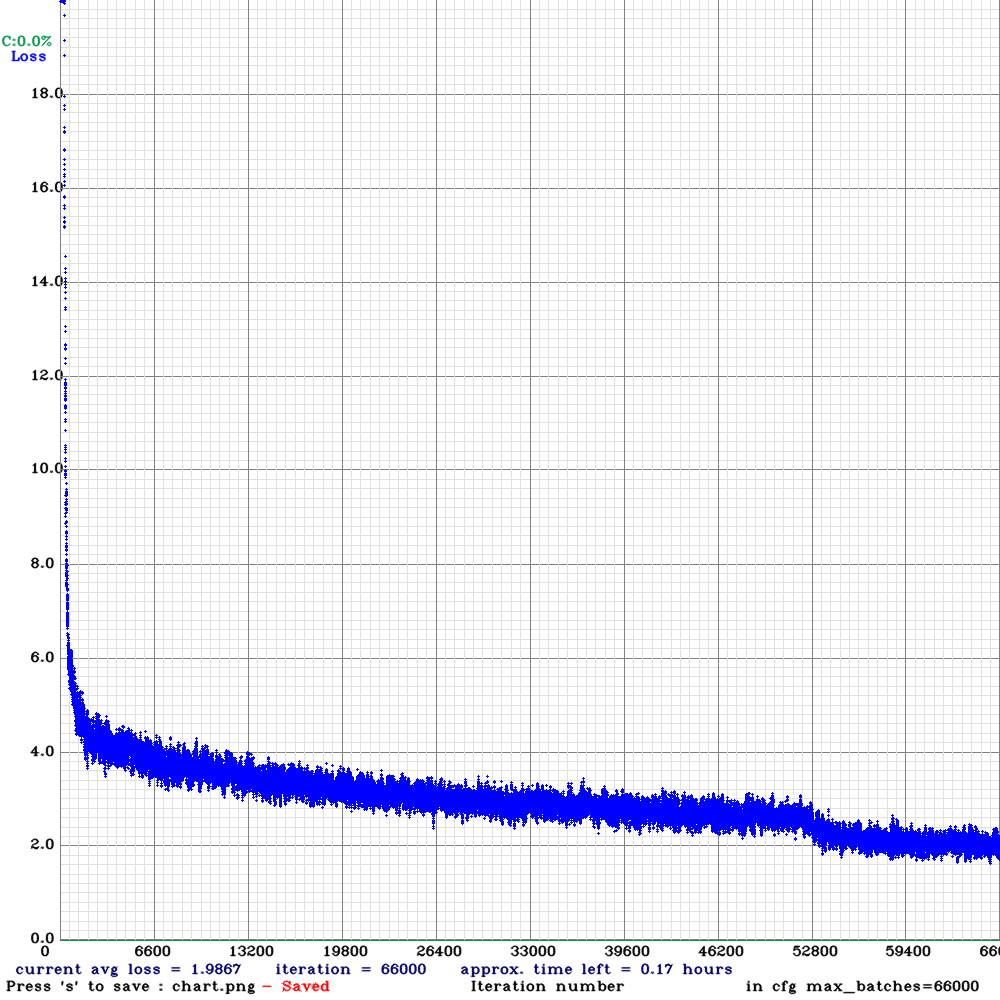 C:0.0%
Loss
18.0
16.0
14.0
12.0
10.0
8.0
6.0
4.0
2.0
0.0
0 6600 13200 19800 26400 33000 39600 46200 52800 59400 660
current avg loss = 1.9867 iteration = 66000 approx. time left = 0.17 hours
Press 's' to save : chart.png - Saved Iteration number in cfg max_batches=66000